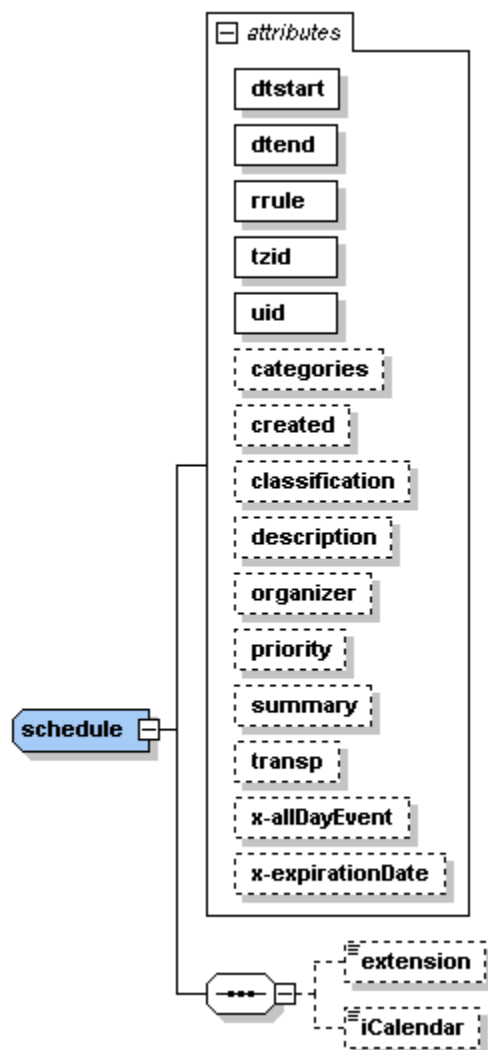 attributes
dtstart
dtend
rrule
tzid
uid
categories
created
classification
description
organizer
priority
summary
transp
x-allDayEvent
x-expirationDate
schedule
extension
iCalendar